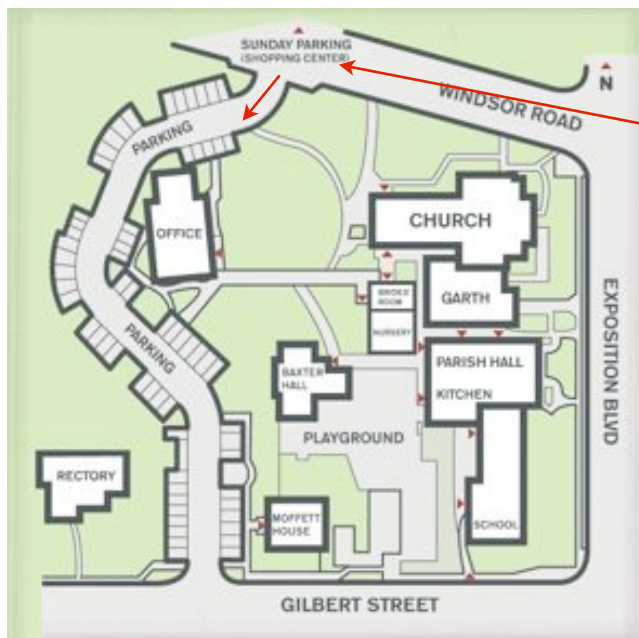 SUNDAY PARKING
(SHOPPING CENTER)
N
WINDSOR ROAD
PARKING
OFFICE
CHURCH
GARTH
EXPOSITION BLVD
ROOM
NURSERY
PARKING
PARISH HALL
KITCHEN
BAXTER
HALL
PLAYGROUND
RECTORY
MOFFETT
HOUSE
SCHOOL
GILBERT STREET